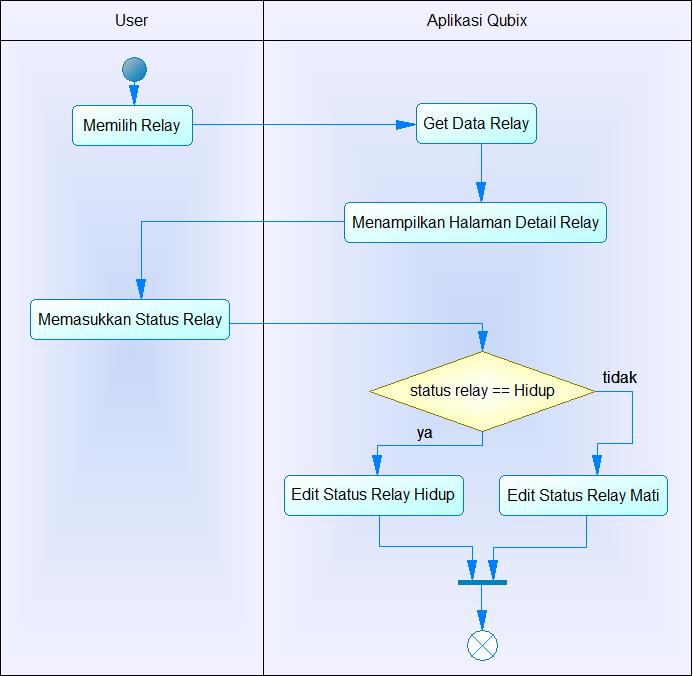 User
Aplikasi Qubix
Memilih Relay
Get Data Relay
Menampilkan Halaman Detail Relay
Memasukkan Status Relay
status relay == Hidup
tidak
ya
Edit Status Relay Hidup
Edit Status Relay Mati